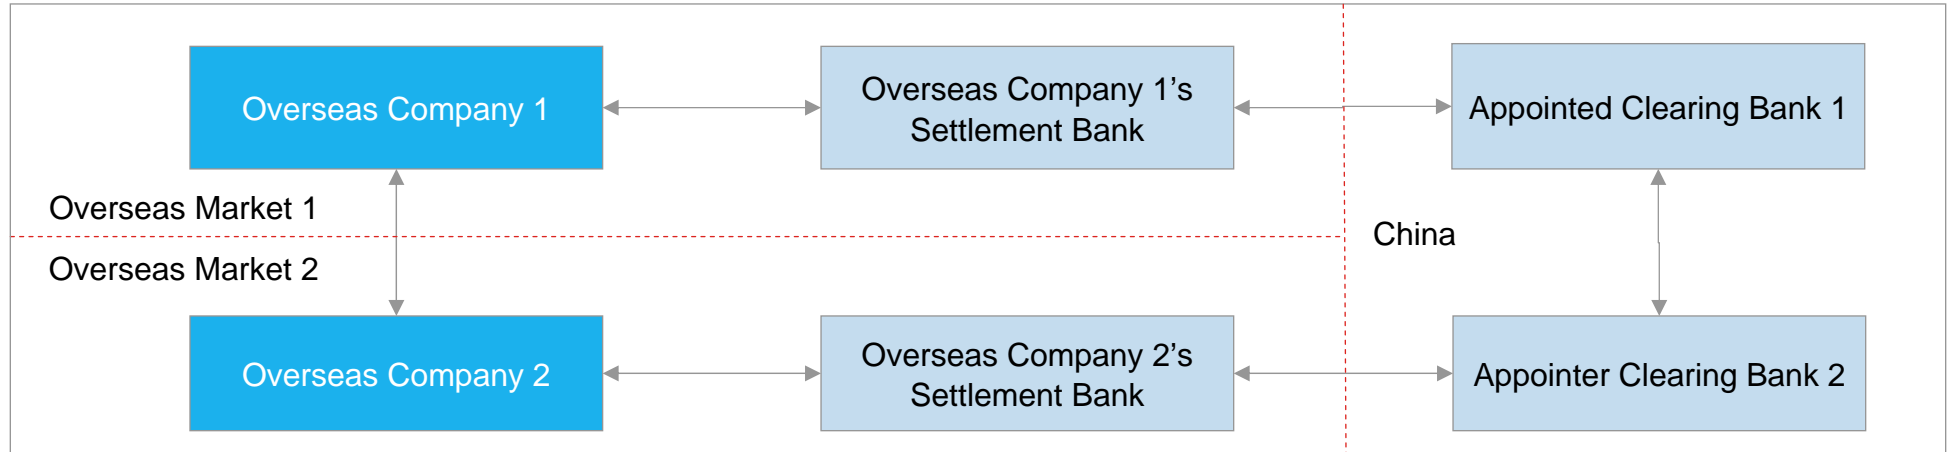 Overseas Company 1
Overseas Company 1’s
Settlement Bank
Appointed Clearing Bank 1
Overseas Market 1
China
Overseas Market 2
Overseas Company 2
Overseas Company 2’s
Settlement Bank
Appointer Clearing Bank 2